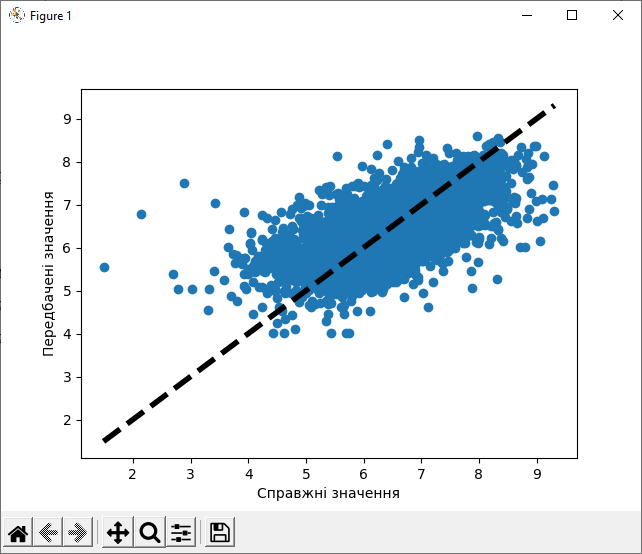 Figure 1
9
8
7
6
5
4
3
2
Передбачені значення
2 3 4 5 6 7 8 9
Справжні значення